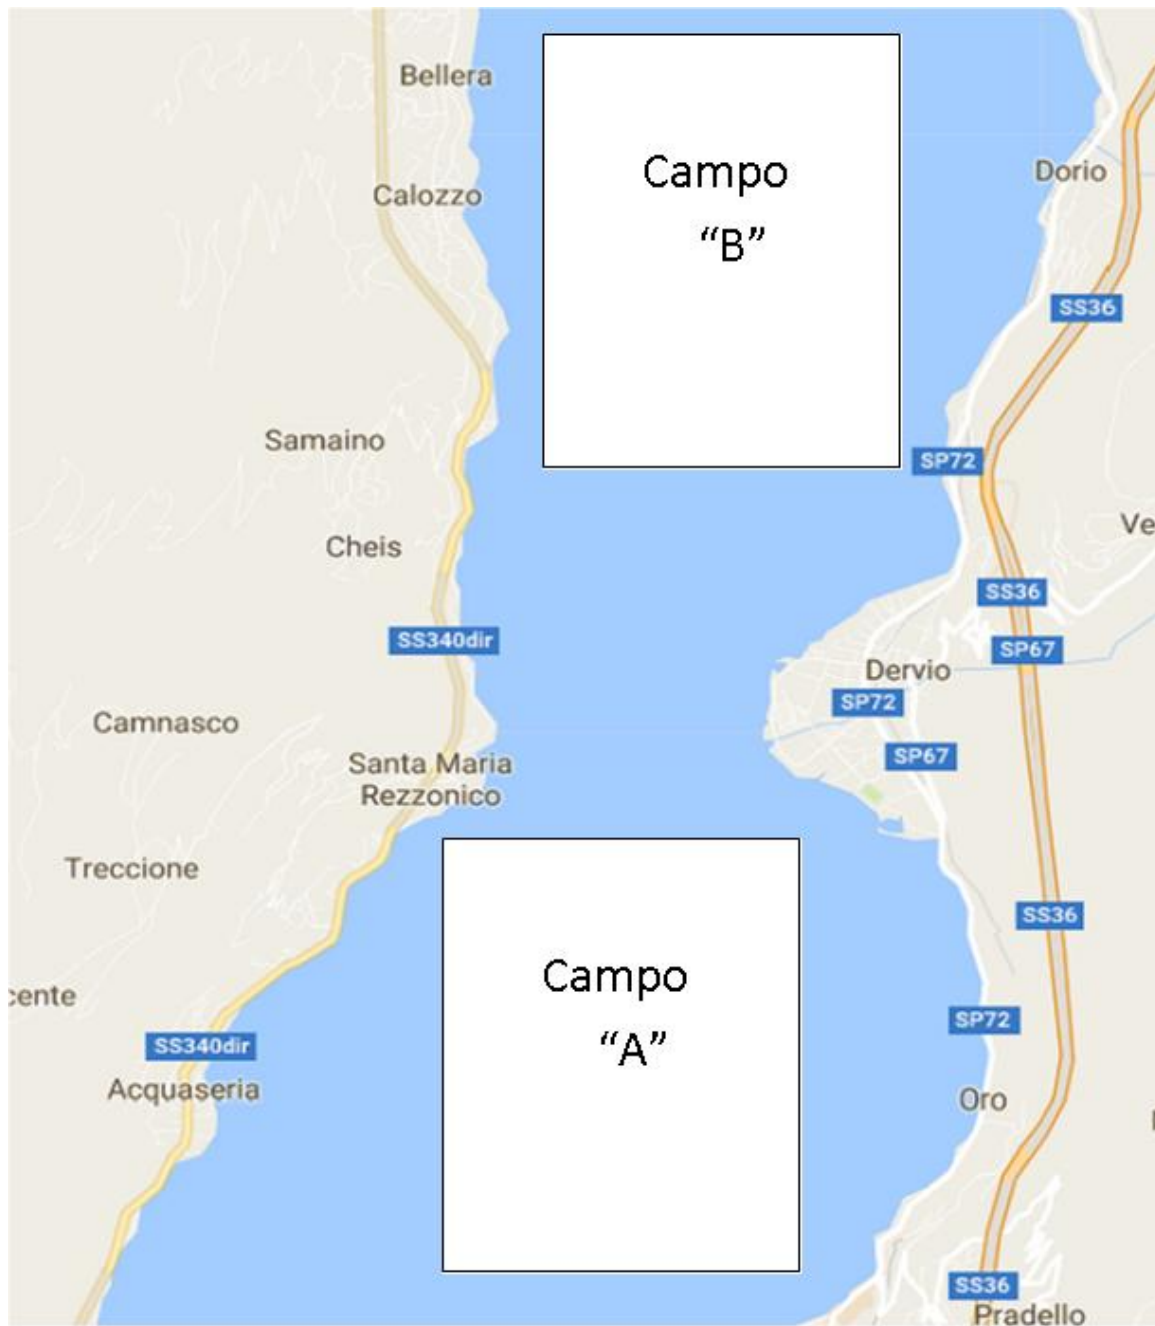 Bellera
Campo
“B”
Dorio
Calozzo
SS36
Samaino
SP72
Cheis
Ve
SS36
SS340dir
SP67
Dervio
SP72
Camnasco
SP67
Santa Maria
Rezzonico
Treccione
SS36
Campo
“A”
cente
SP72
SS340dir
Acquaseria
Oro
SS36
Pradello